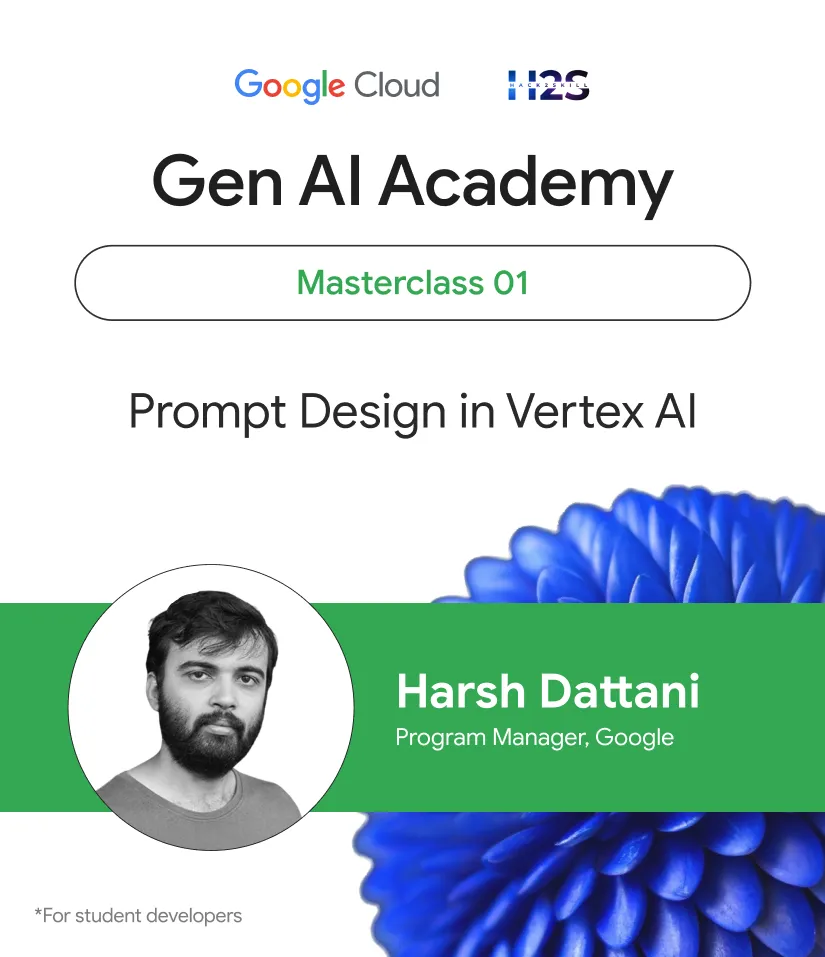 Google Cloud
H2S
HACK2SKILL
Gen AI Academy
Masterclass 01
Prompt Design in Vertex AI
Harsh Dattani
Program Manager, Google
*For student developers